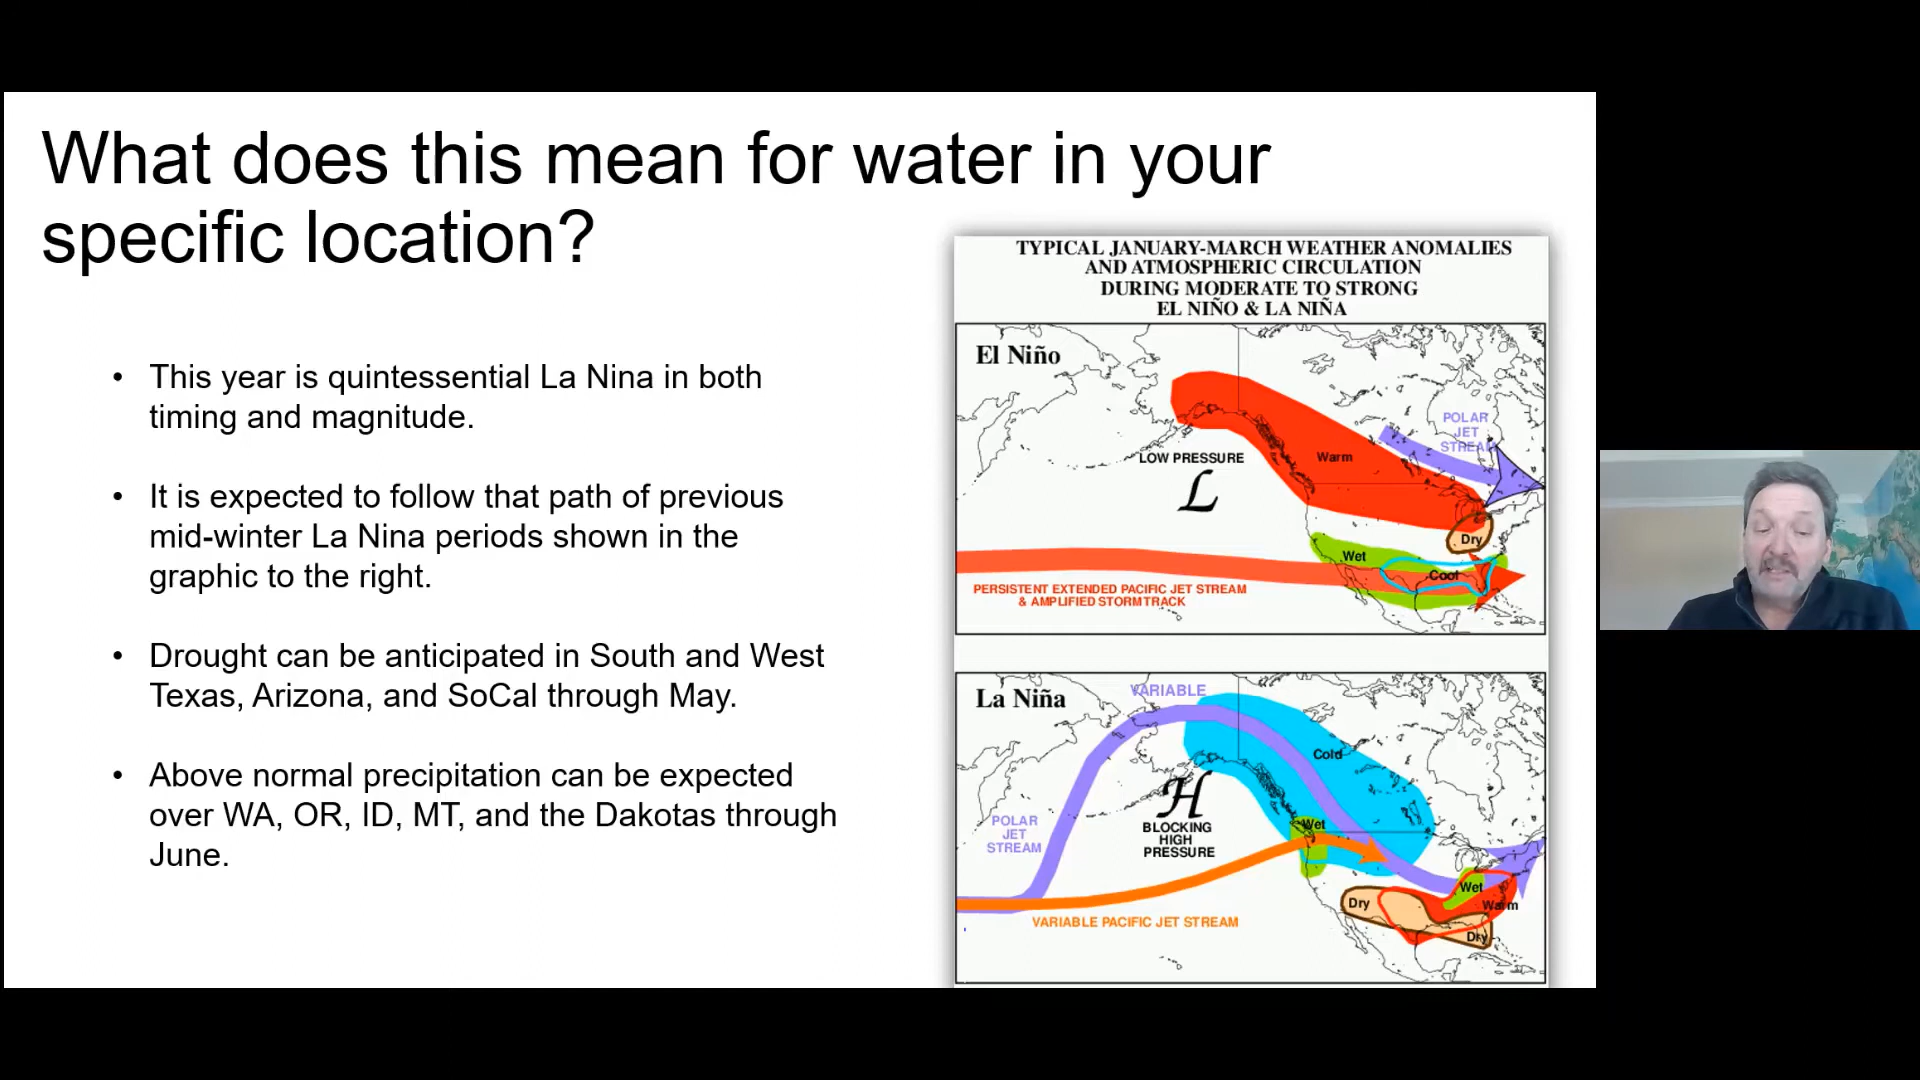 What does this mean for water in your
specific location?
• This year is quintessential La Nina in both
timing and magnitude.
• It is expected to follow that path of previous
mid-winter La Nina periods shown in the
graphic to the right.
• Drought can be anticipated in South and West
Texas, Arizona, and SoCal through May.
• Above normal precipitation can be expected
over WA, OR, ID, MT, and the Dakotas through
June.
TYPICAL JANUARY-MARCH WEATHER ANOMALIES
AND ATMOSPHERIC CIRCULATION
DURING MODERATE TO STRONG
EL NIÑO & LA NIÑA
El Niño
POLAR
JET
STREAM
LOW PRESSURE
L
Warm
Dry
Wet
Cool
PERSISTENT EXTENDED PACIFIC JET STREAM
& AMPLIFIED STORM TRACK
La Niña
VARIABLE
Cold
H
BLOCKING
HIGH
PRESSURE
POLAR
JET
STREAM
Wet
Wet
Dry
Warm
VARIABLE PACIFIC JET STREAM
Dry